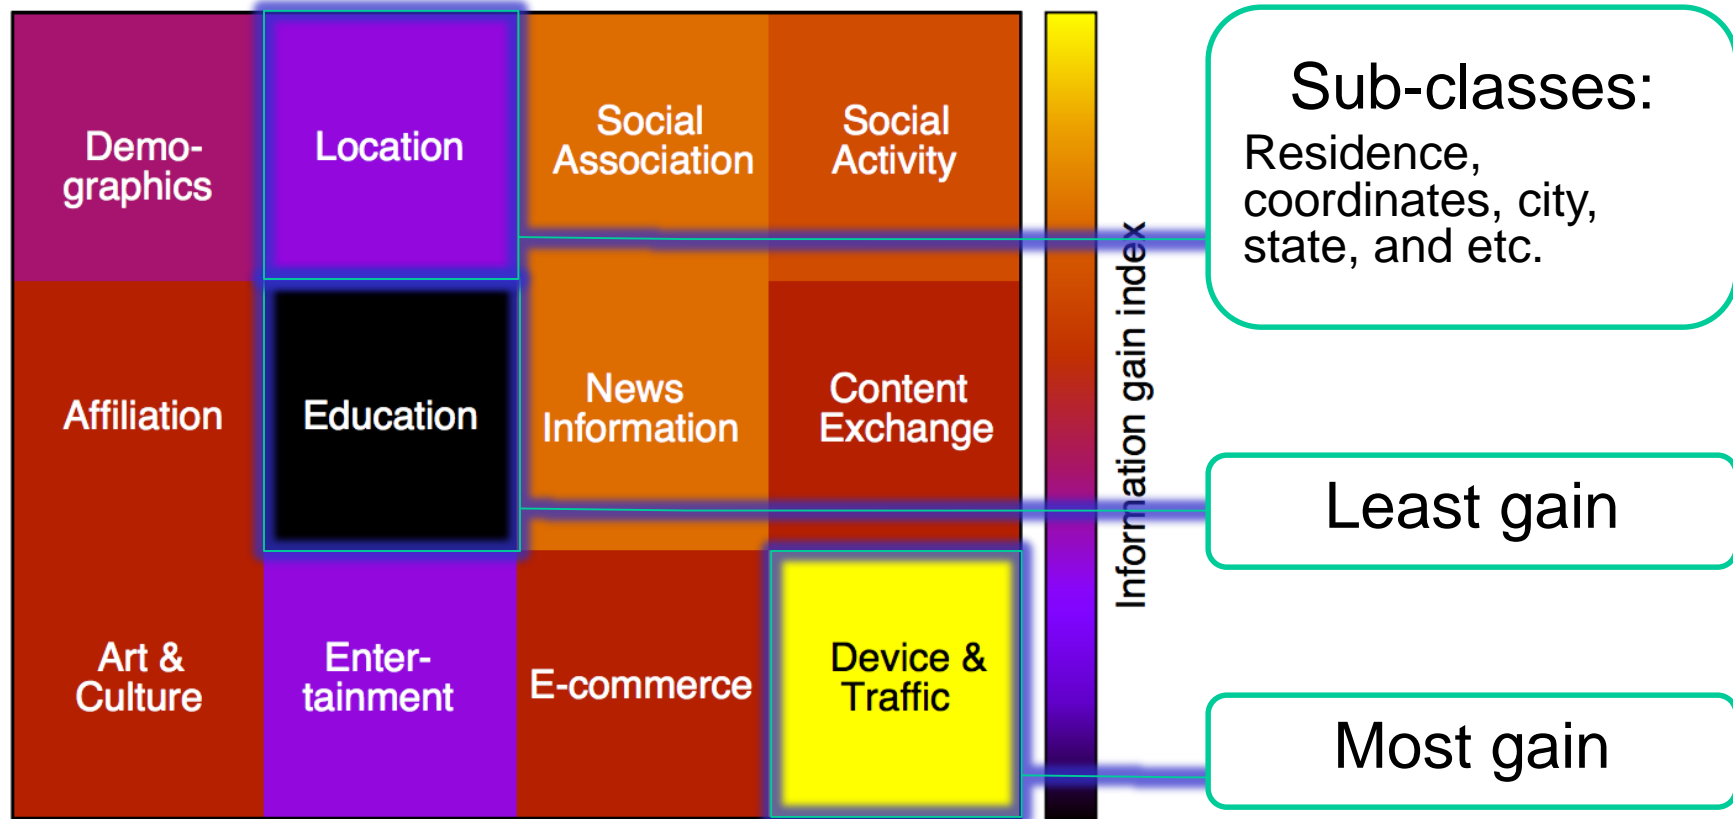 Demo-
graphics
Location
Social
Association
Social
Activity
Affiliation
Education
News
Information
Content
Exchange
Art &
Culture
Enter-
tainment
E-commerce
Device &
Traffic
Information gain index
Sub-classes:
Residence,
coordinates, city,
state, and etc.
Least gain
Most gain